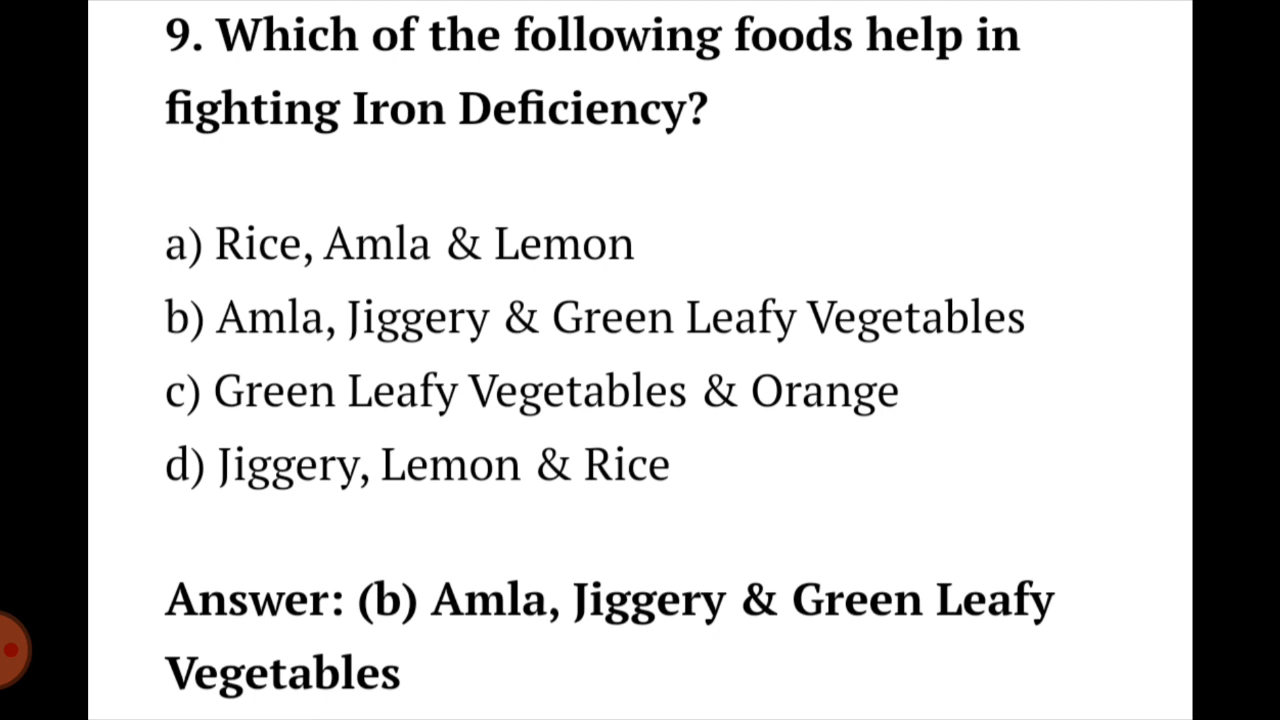 9. Which of the following foods help in
fighting Iron Deficiency?
a) Rice, Amla & Lemon
b) Amla, Jiggery & Green Leafy Vegetables
c) Green Leafy Vegetables & Orange
d) Jiggery, Lemon & Rice
Answer: (b) Amla, Jiggery & Green Leafy
Vegetables